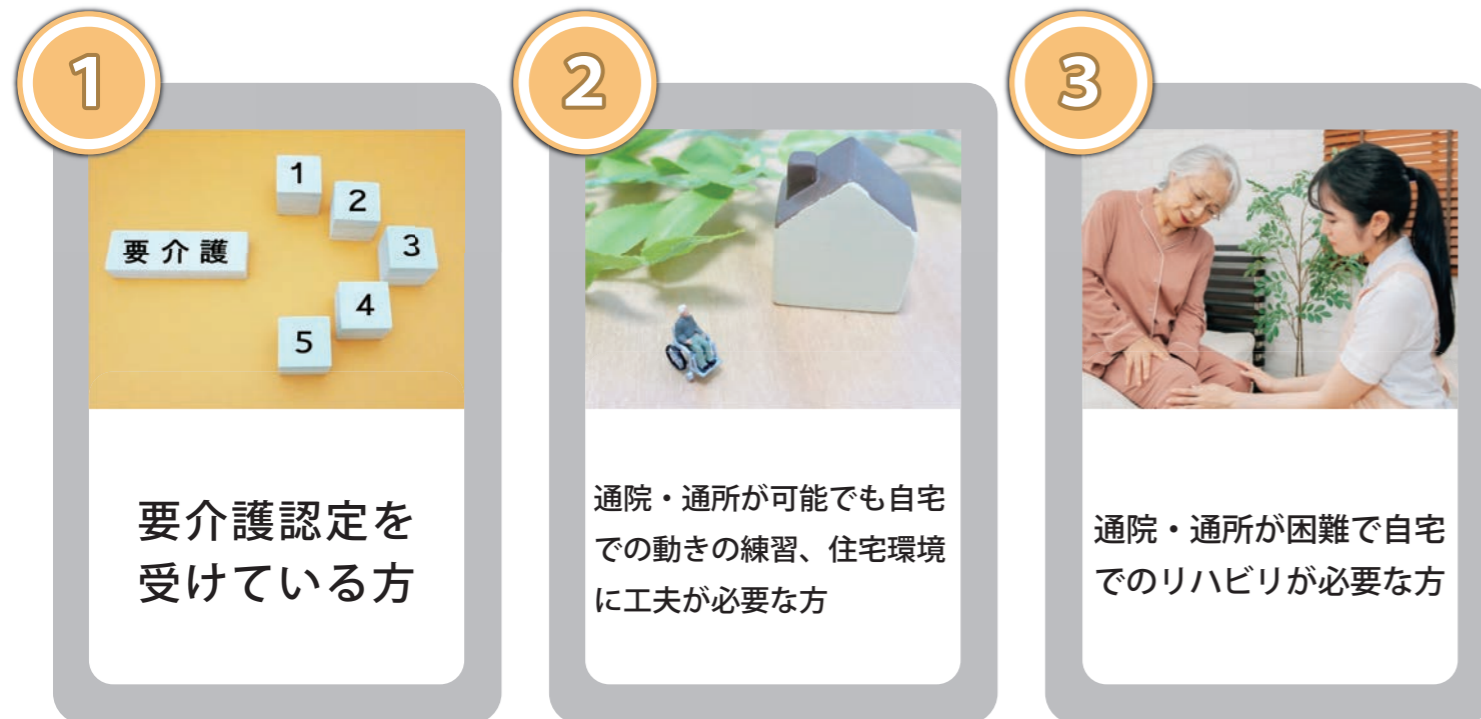 1
要介護
1
2
3
4
5
要介護認定を
受けている方
2
通院・通所が可能でも自宅
での動きの練習、住宅環境
に工夫が必要な方
3
通院・通所が困難で自宅
でのリハビリが必要な方